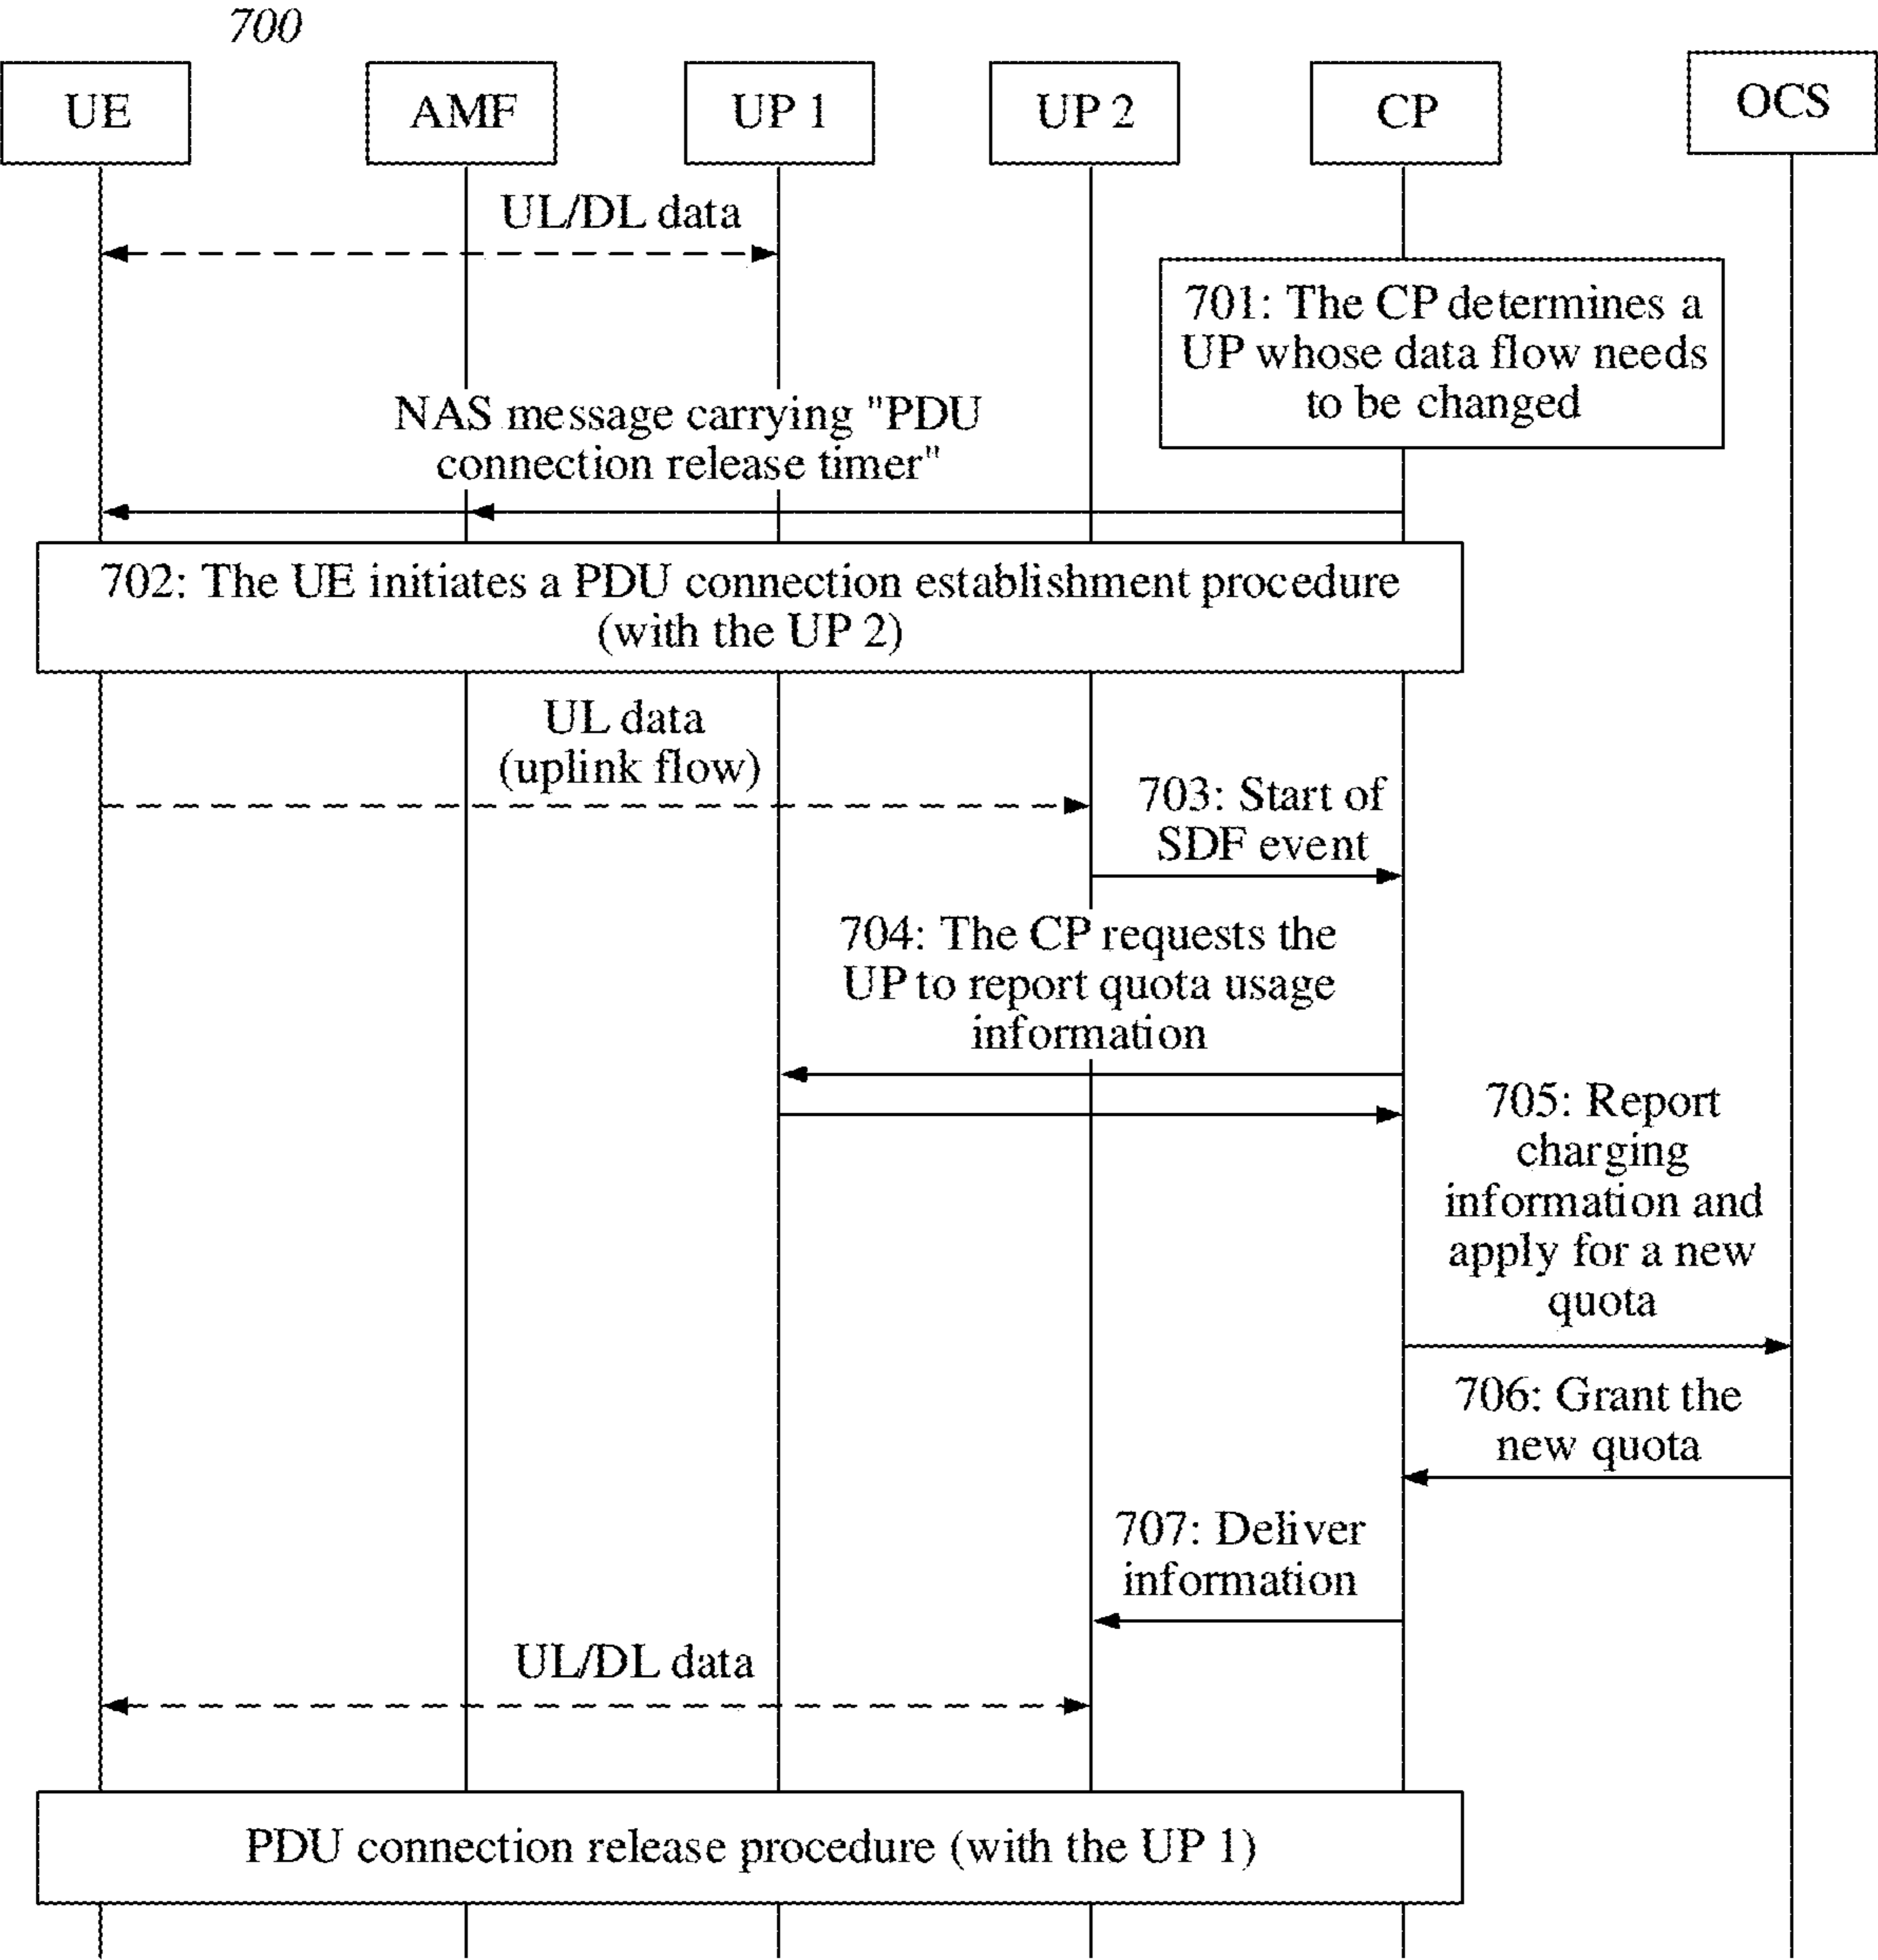 700
UE
AMF
UP 1
UP 2
CP
OCS
UL/DL data
701: The CP determines a
UP whose data flow needs
to be changed
NAS message carrying "PDU
connection release timer"
702: The UE initiates a PDU connection establishment procedure
(with the UP 2)
UL data
(uplink flow)
703: Start of
SDF event
704: The CP requests the
UP to report quota usage
information
705: Report
charging
information and
apply for a new
quota
706: Grant the
new quota
707: Deliver
information
UL/DL data
PDU connection release procedure (with the UP 1)